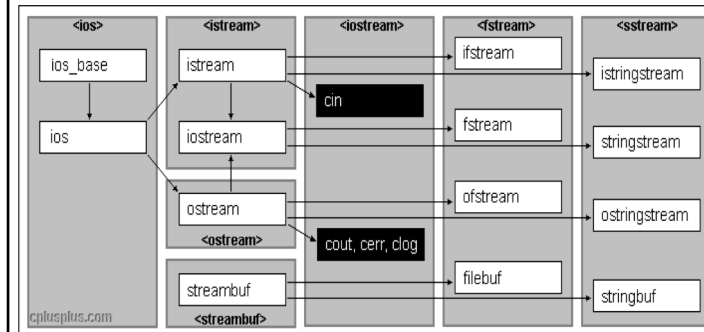 <ios>
ios_base
ios
cplusplus.com
<istream>
istream
iostream
ostream
<ostream>
streambuf
<streambuf>
<iostream>
cin
cout, cerr, clog
<fstream>
ifstream
fstream
ofstream
filebuf
<sstream>
istringstream
stringstream
ostringstream
stringbuf